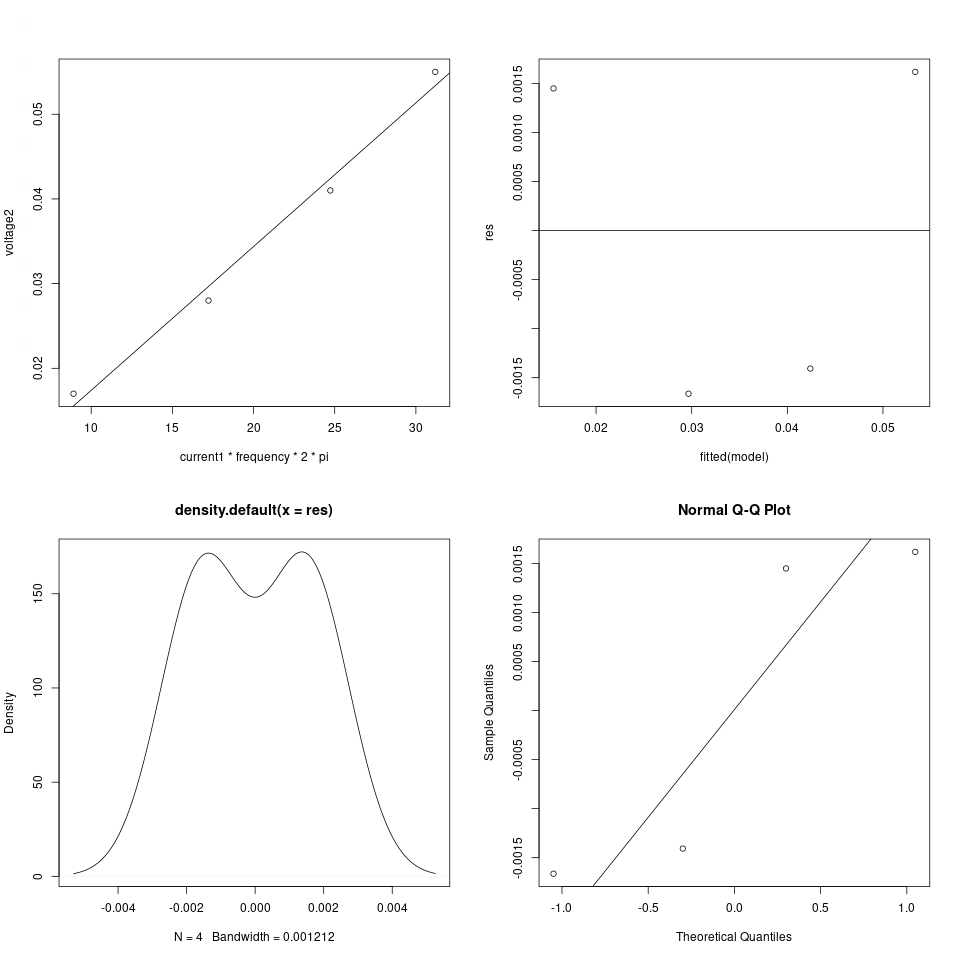 voltage2
0.05
0.04
0.03
0.02
10 15 20 25 30
current1 * frequency * 2 * pi
res
0.0015
0.0010
0.0005
-0.0005
-0.0015
0.02 0.03 0.04 0.05
fitted(model)
density.default(x = res)
Density
150
100
50
0
-0.004 -0.002 0.000 0.002 0.004
N = 4 Bandwidth = 0.001212
Normal Q-Q Plot
Sample Quantiles
0.0015
0.0010
0.0005
-0.0005
-0.0015
-1.0 -0.5 0.0 0.5 1.0
Theoretical Quantiles